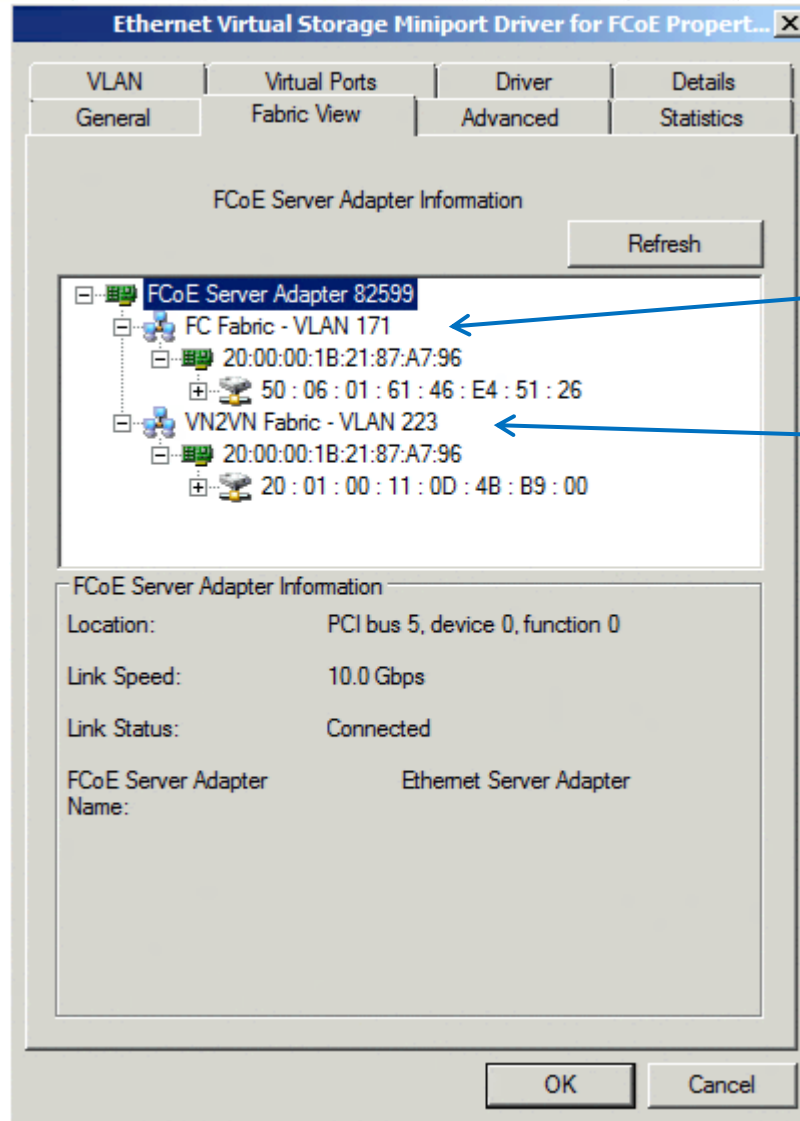 Ethernet Virtual Storage Miniport Driver for FCoE Propert...
VLAN Virtual Ports Driver Details
General Fabric View Advanced Statistics
FCoE Server Adapter Information
Refresh
FCoE Server Adapter 82599
FC Fabric - VLAN 171
20:00:00:1B:21:87:A7:96
50 : 06 : 01 : 61 : 46 : E4 : 51 : 26
VN2VN Fabric - VLAN 223
20:00:00:1B:21:87:A7:96
20 : 01 : 00 : 11 : 0D : 4B : B9 : 00
FCoE Server Adapter Information
Location: PCI bus 5, device 0, function 0
Link Speed: 10.0 Gbps
Link Status: Connected
FCoE Server Adapter Ethernet Server Adapter
Name:
OK Cancel